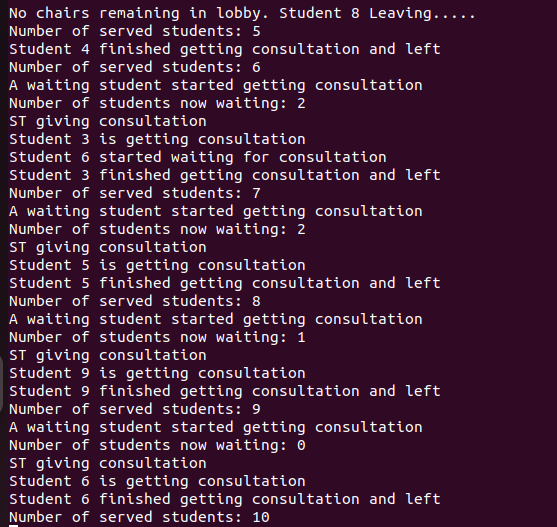 No chairs remaining in lobby. Student 8 Leaving.....
Number of served students: 5
Student 4 finished getting consultation and left
Number of served students: 6
A waiting student started getting consultation
Number of students now waiting: 2
ST giving consultation
Student 3 is getting consultation
Student 6 started waiting for consultation
Student 3 finished getting consultation and left
Number of served students: 7
A waiting student started getting consultation
Number of students now waiting: 2
ST giving consultation
Student 5 is getting consultation
Student 5 finished getting consultation and left
Number of served students: 8
A waiting student started getting consultation
Number of students now waiting: 1
ST giving consultation
Student 9 is getting consultation
Student 9 finished getting consultation and left
Number of served students: 9
A waiting student started getting consultation
Number of students now waiting: 0
ST giving consultation
Student 6 is getting consultation
Student 6 finished getting consultation and left
Number of served students: 10